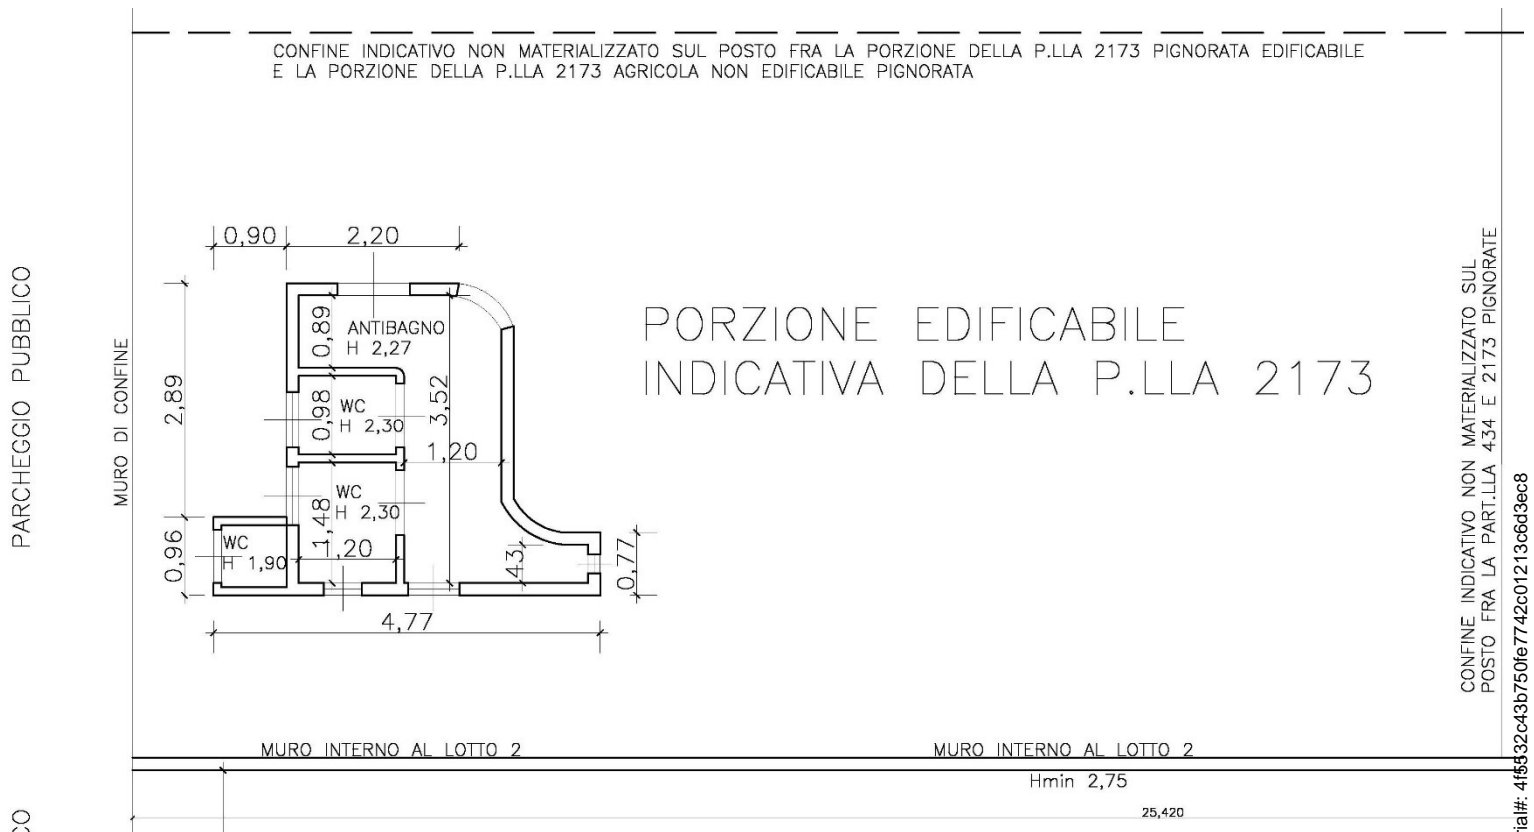 CONFINE INDICATIVO NON MATERIALIZZATO SUL POSTO FRA LA PORZIONE DELLA P.LLA 2173 PIGNORATA EDIFICABILE
E LA PORZIONE DELLA P.LLA 2173 AGRICOLA NON EDIFICABILE PIGNORATA
PARCHEGGIO PUBBLICO
MURO DI CONFINE
0,90
2,20
2,89
0,96
0,89
ANTIBAGNO
H 2,27
0,98
WC
H 2,30
3,52
1,20
WC
H 2,30
1,48
1,20
WC
H 1,90
43
0,77
4,77
PORZIONE EDIFICABILE
INDICATIVA DELLA P.LLA 2173
CONFINE INDICATIVO NON MATERIALIZZATO SUL
POSTO FRA LA PART.LLA 434 E 2173 PIGNORATE
MURO INTERNO AL LOTTO 2
MURO INTERNO AL LOTTO 2
Hmin 2,75
25,420
CO
ial#: 4f5532c43b750fe7742c01213c6d3ec8